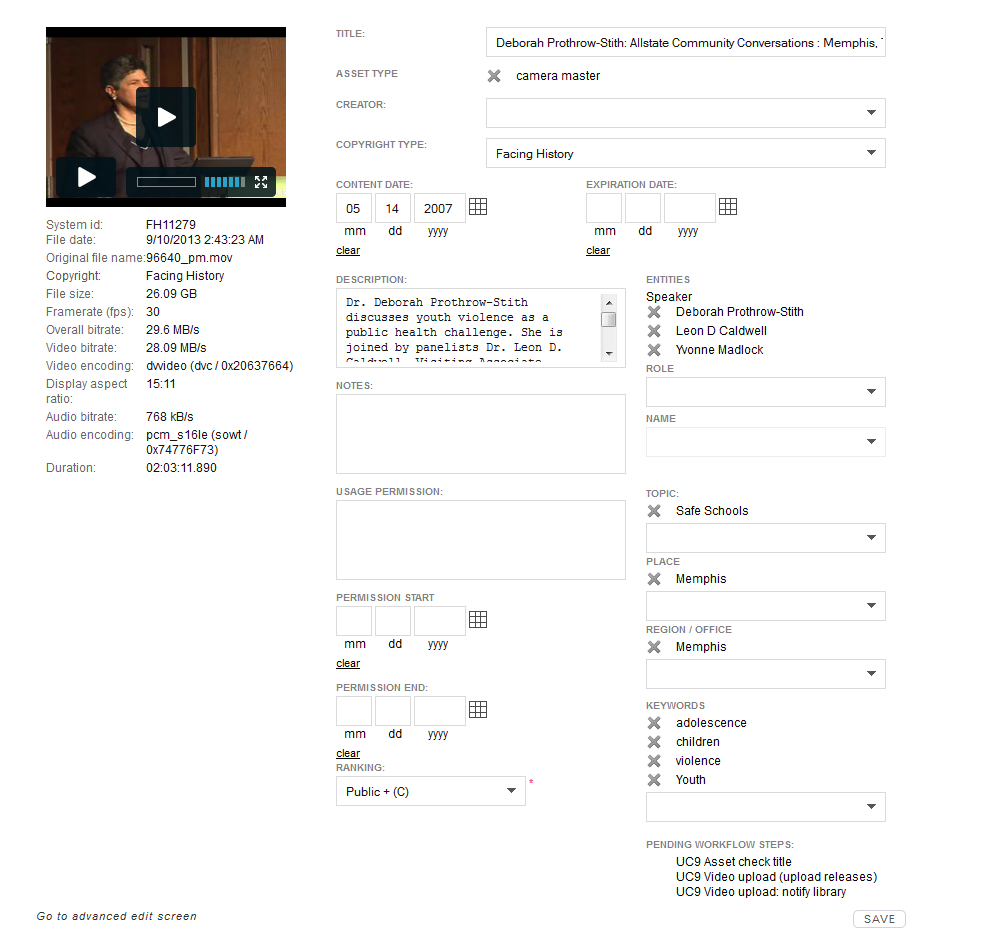 TITLE:
Deborah Prothrow-Stith: Allstate Community Conversations : Memphis,
ASSET TYPE
camera master
CREATOR:
COPYRIGHT TYPE:
Facing History
CONTENT DATE:
05 14 2007
mm dd yyyy
clear
EXPIRATION DATE:
mm dd yyyy
clear
System id: FH11279
File date: 9/10/2013 2:43:23 AM
Original file name: 96640_pm.mov
Copyright: Facing History
File size: 26.09 GB
Framerate (fps): 30
Overall bitrate: 29.6 MB/s
Video bitrate: 28.09 MB/s
Video encoding: dvvideo (dvc / 0x20637664)
Display aspect 15:11
ratio:
Audio bitrate: 768 kB/s
Audio encoding: pcm_s16le (sowt /
0x74776F73)
Duration: 02:03:11.890
DESCRIPTION:
Dr. Deborah Prothrow-Stith
discusses youth violence as a
public health challenge. She is
joined by panelists Dr. Leon D.
Caldwell, Visiting Associate
NOTES:
USAGE PERMISSION:
PERMISSION START
mm dd yyyy
clear
PERMISSION END:
mm dd yyyy
clear
RANKING:
Public + (C) *
ENTITIES
Speaker
Deborah Prothrow-Stith
Leon D Caldwell
Yvonne Madlock
ROLE
NAME
TOPIC:
Safe Schools
PLACE
Memphis
REGION / OFFICE
Memphis
KEYWORDS
adolescence
children
violence
Youth
PENDING WORKFLOW STEPS:
UC9 Asset check title
UC9 Video upload (upload releases)
UC9 Video upload: notify library
Go to advanced edit screen
SAVE